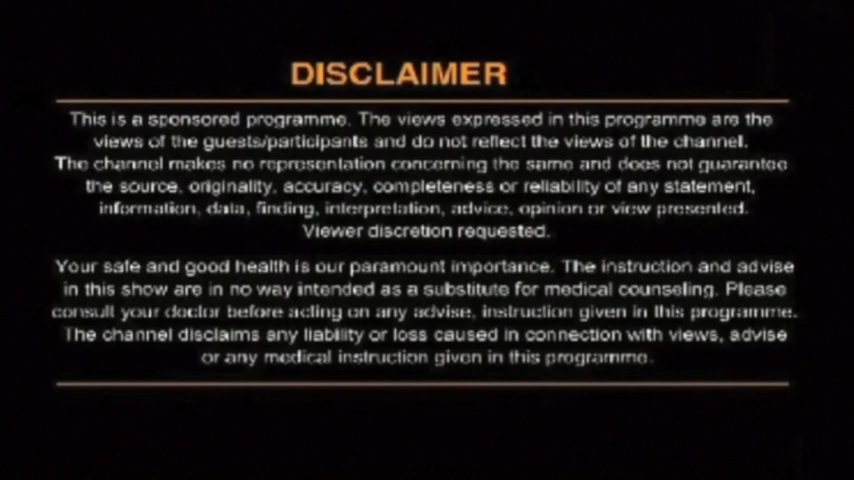 DISCLAIMER
This is a sponsored programme. The views expressed in this programme are the
views of the guests/participants and do not reflect the views of the channel.
The channel makes no representation concerning the same and does not guarantee
the source, originality, accuracy, completeness or reliability of any statement,
information, data, finding, interpretation, advice, opinion or view presented.
Viewer discretion requested.
Your safe and good health is our paramount importance. The instruction and advise
in this show are in no way intended as a substitute for medical counseling. Please
consult your doctor before acting on any advise, instruction given in this programme.
The channel disclaims any liability or loss caused in connection with views, advise
or any medical instruction given in this programme.